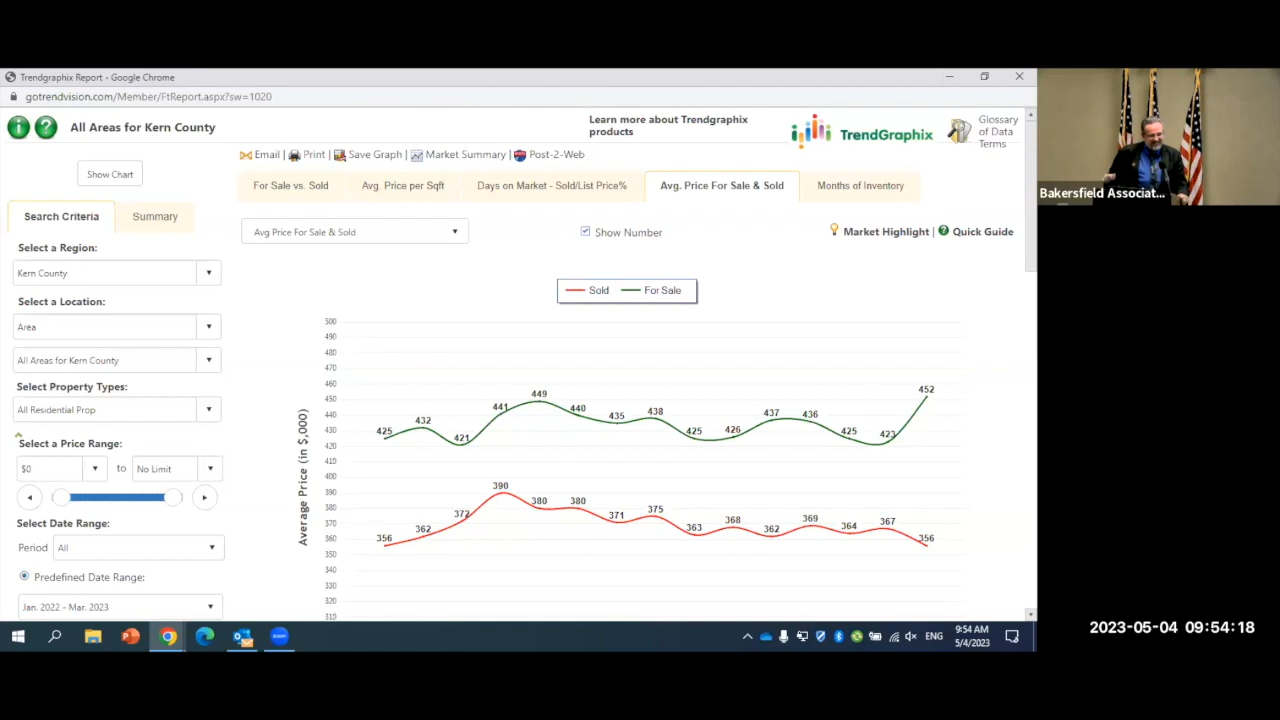 Trendgraphix Report - Google Chrome
gotrendvision.com/Member/FtReport.aspx?sw=1020
All Areas for Kern County
Learn more about Trendgraphix
products
TrendGraphix
Glossary
of Data
Terms
Email | Print | Save Graph | Market Summary | Post-2-Web
Show Chart
For Sale vs. Sold
Avg. Price per Sqft
Days on Market - Sold/List Price%
Avg. Price For Sale & Sold
Months of Inventory
Search Criteria
Summary
Avg Price For Sale & Sold
Show Number
Market Highlight | Quick Guide
Select a Region:
Kern County
Select a Location:
Area
All Areas for Kern County
Select Property Types:
All Residential Prop
Select a Price Range:
$0 to No Limit
Select Date Range:
Period All
Predefined Date Range:
Jan. 2022 - Mar. 2023
Sold For Sale
Average Price (in $,000)
500
490
480
470
460
450
440
430
420
410
400
390
380
370
360
350
340
330
320
310
425 432 421 441 449 440 435 438 425 426 437 436 425 423 452
356 362 372 390 380 380 371 375 363 368 362 369 364 367 356
Bakersfield Associat...
zoom
ENG
9:54 AM
5/4/2023
2023-05-04 09:54:18